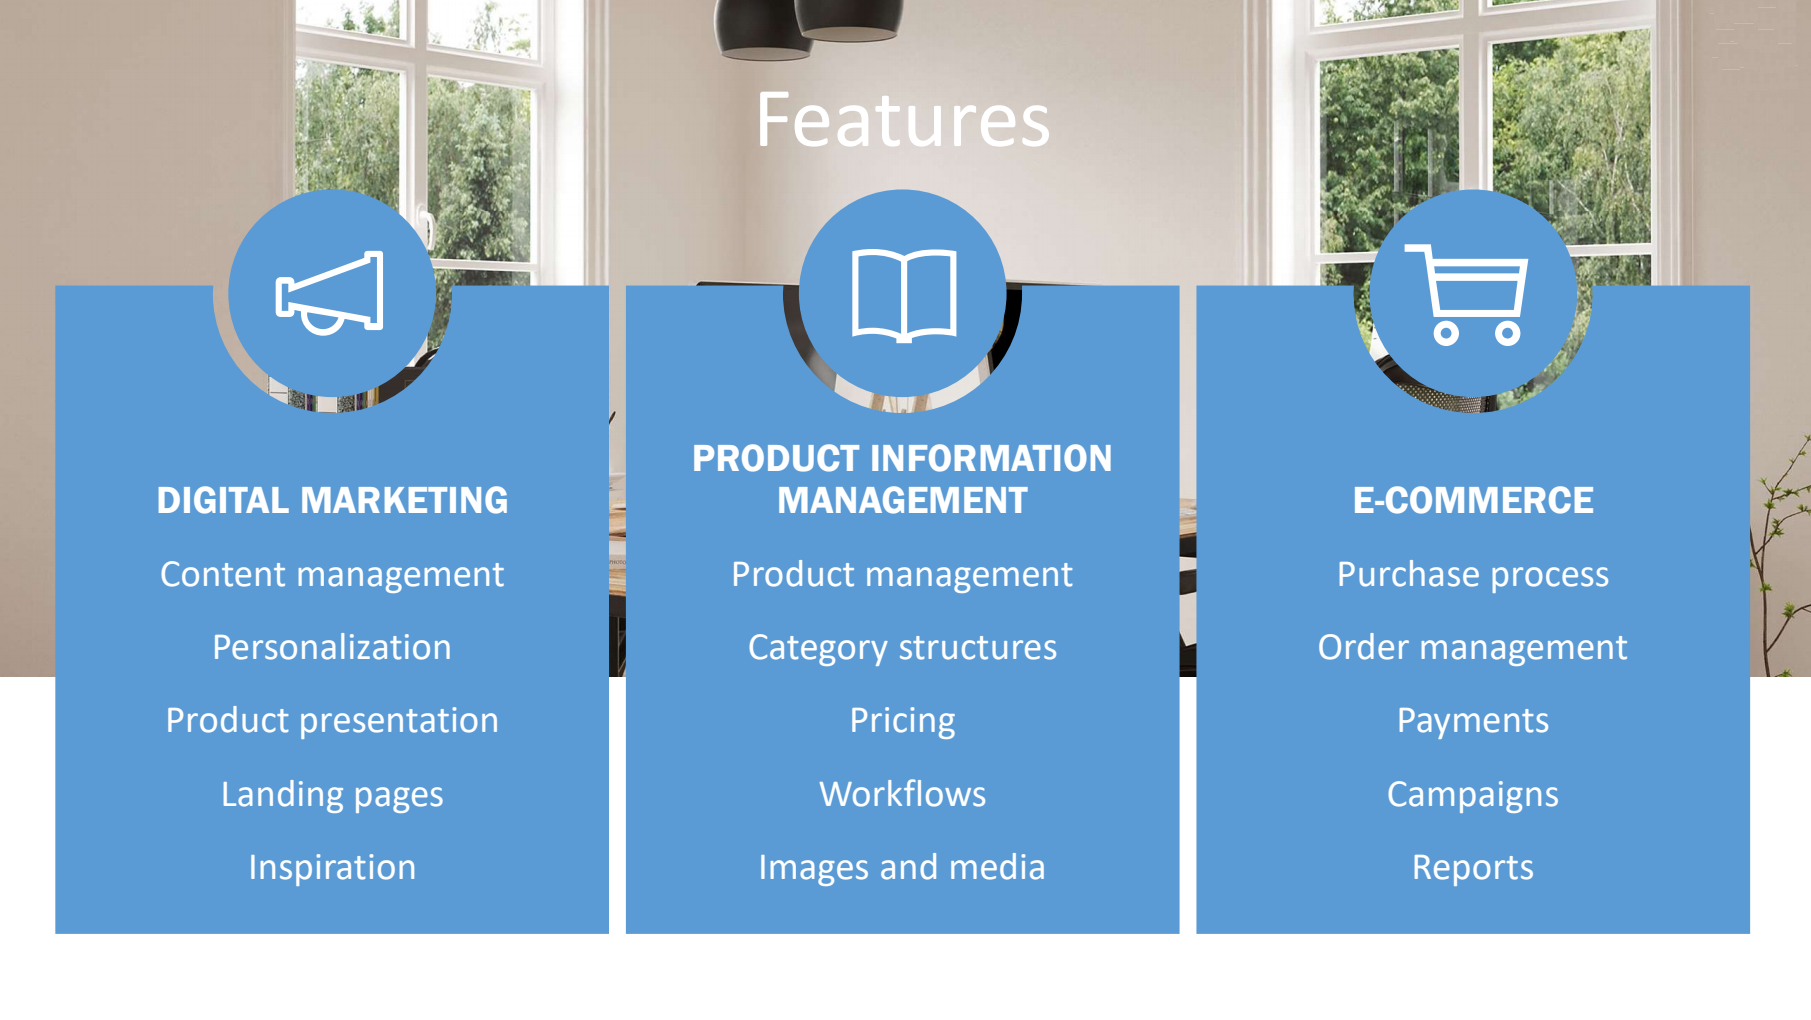 Features
DIGITAL MARKETING
Content management
Personalization
Product presentation
Landing pages
Inspiration
PRODUCT INFORMATION
MANAGEMENT
Product management
Category structures
Pricing
Workflows
Images and media
E-COMMERCE
Purchase process
Order management
Payments
Campaigns
Reports